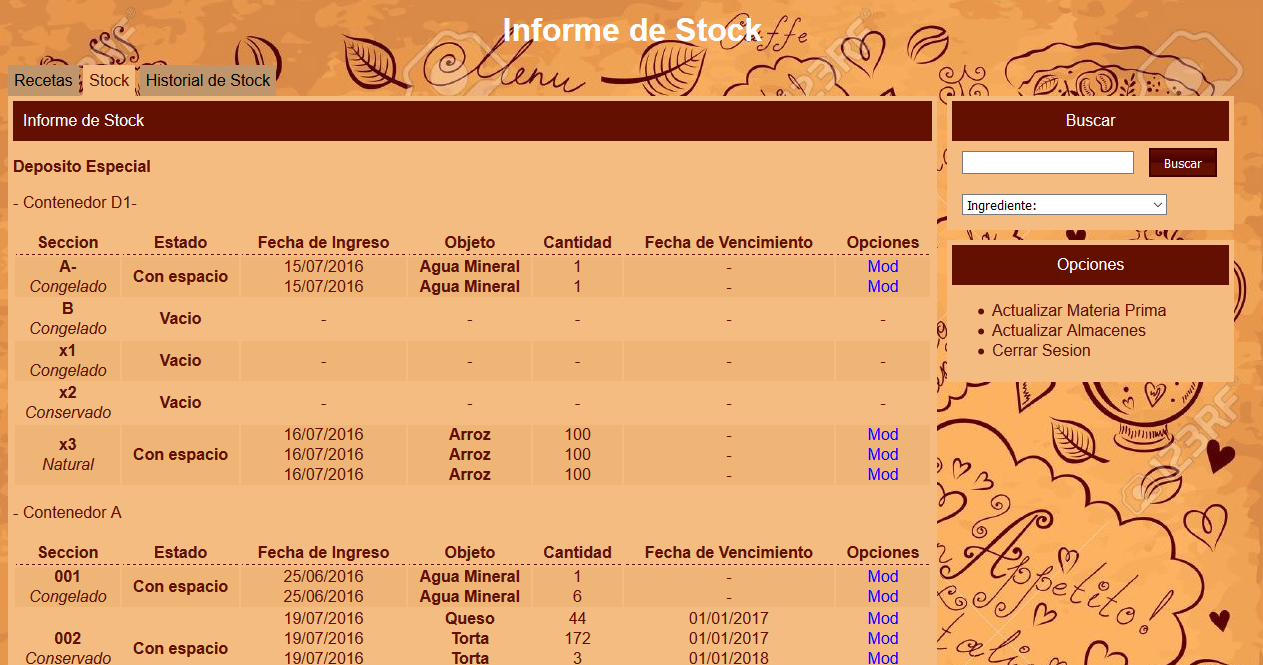 Informe de Stock
Caffe
Menu
Recetas Stock Historial de Stock
Informe de Stock
Deposito Especial
- Contenedor D1-
Seccion Estado Fecha de Ingreso Objeto Cantidad Fecha de Vencimiento Opciones
A- Con espacio 15/07/2016 Agua Mineral 1 - Mod
Congelado 15/07/2016 Agua Mineral 1 - Mod
B Vacio - - - - -
Congelado
x1 Vacio - - - - -
Congelado
x2 Vacio - - - - -
Conservado
16/07/2016 Arroz 100 - Mod
x3 Con espacio 16/07/2016 Arroz 100 - Mod
Natural 16/07/2016 Arroz 100 - Mod
- Contenedor A
Seccion Estado Fecha de Ingreso Objeto Cantidad Fecha de Vencimiento Opciones
001 Con espacio 25/06/2016 Agua Mineral 1 - Mod
Congelado 25/06/2016 Agua Mineral 6 - Mod
19/07/2016 Queso 44 01/01/2017 Mod
002 Con espacio 19/07/2016 Torta 172 01/01/2017 Mod
Conservado 19/07/2016 Torta 3 01/01/2018 Mod
Buscar
Buscar
Ingrediente:
Opciones
• Actualizar Materia Prima
• Actualizar Almacenes
• Cerrar Sesion
123RF
Appetito!